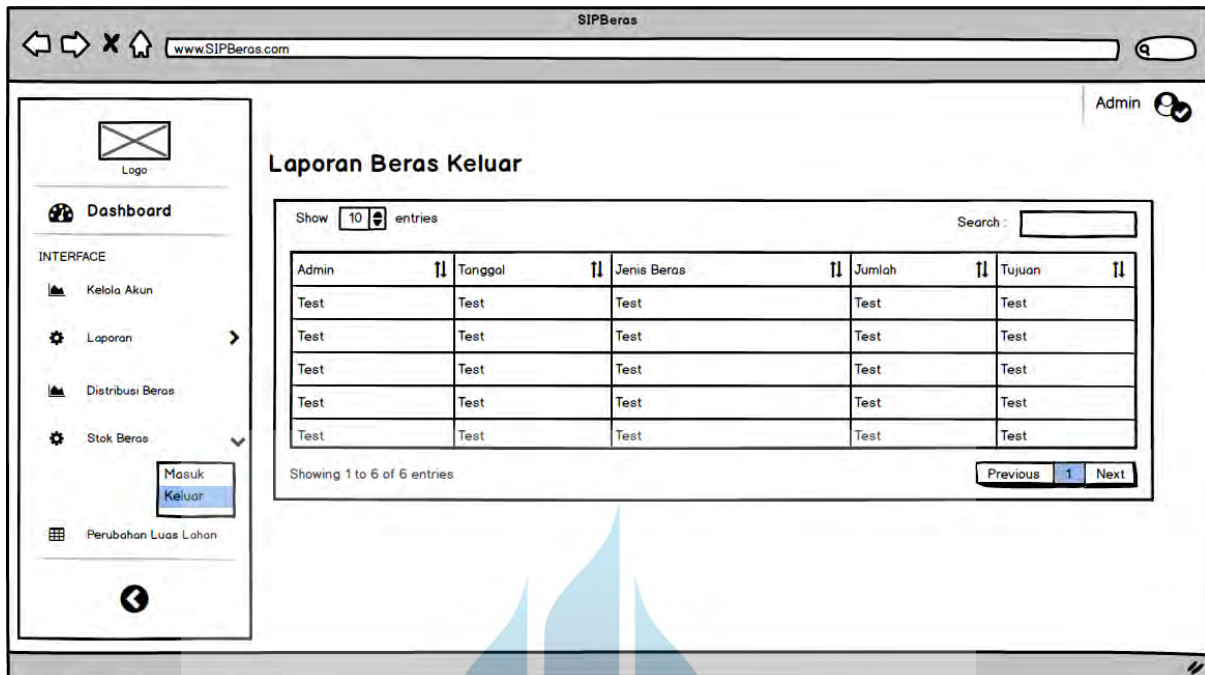 SIPBeras
www.SIPBeras.com
Admin
Logo
Dashboard
INTERFACE
Kelola Akun
Laporan
Distribusi Beras
Stok Beras
Masuk
Keluar
Perubahan Luas Lahan
Laporan Beras Keluar
Show 10 entries
Search :
Admin Tanggal Jenis Beras Jumlah Tujuan
Test Test Test Test Test
Test Test Test Test Test
Test Test Test Test Test
Test Test Test Test Test
Test Test Test Test Test
Showing 1 to 6 of 6 entries
Previous 1 Next